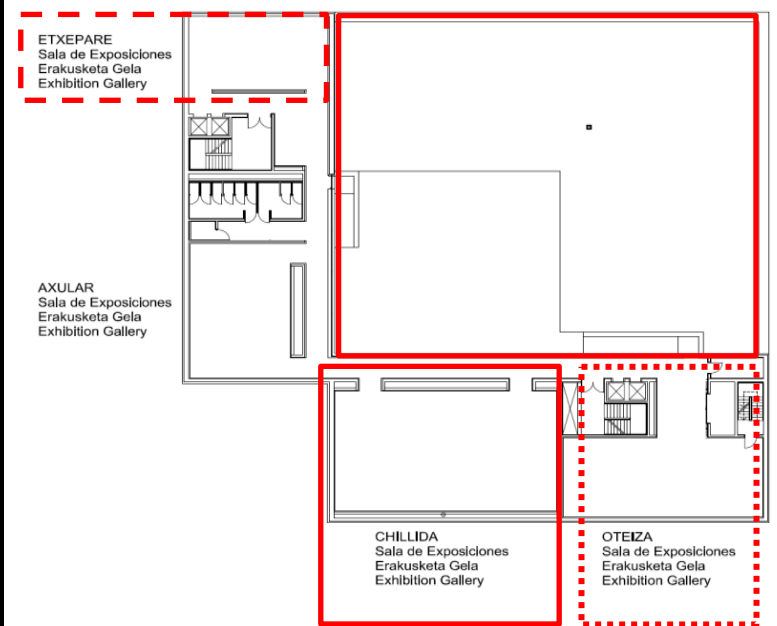 ETXEPARE
Sala de Exposiciones
Erakusketa Gela
Exhibition Gallery
AXULAR
Sala de Exposiciones
Erakusketa Gela
Exhibition Gallery
CHILLIDA
Sala de Exposiciones
Erakusketa Gela
Exhibition Gallery
OTEIZA
Sala de Exposiciones
Erakusketa Gela
Exhibition Gallery